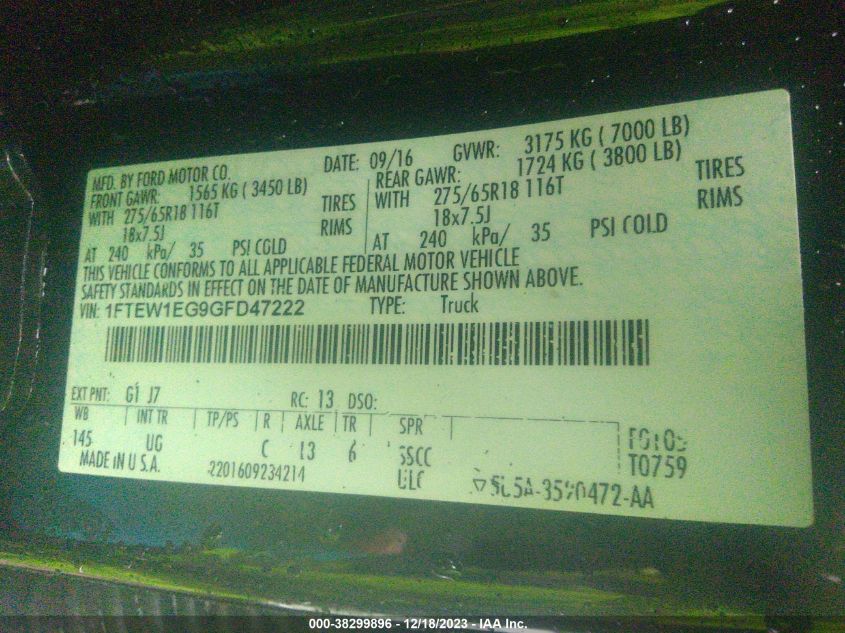 MFD. BY FORD MOTOR CO. DATE: 09/16 GVWR: 3175 KG ( 7000 LB)
FRONT GAWR: 1565 KG ( 3450 LB) REAR GAWR: 1724 KG ( 3800 LB)
WITH 275/65R18 116T TIRES WITH 275/65R18 116T TIRES
18x7.5J RIMS 18x7.5J RIMS
AT 240 kPa/ 35 PSI COLD AT 240 kPa/ 35 PSI COLD
THIS VEHICLE CONFORMS TO ALL APPLICABLE FEDERAL MOTOR VEHICLE
SAFETY STANDARDS IN EFFECT ON THE DATE OF MANUFACTURE SHOWN ABOVE.
VIN: 1FTEW1EG9GFD47222 TYPE: Truck
EXT PNT: G1 J7 RC: 13 DSO:
WB INT TR TP/PS R AXLE TR SPR
145 UG C 6 SSCC
MADE IN U.S.A. 2201609234214 T0759
000-38299896 - 12/18/2023 - IAA Inc.